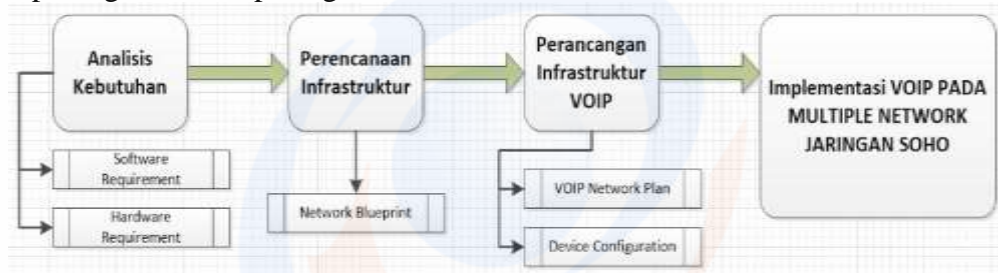 Analisis
Kebutuhan
Software
Requirement
Hardware
Requirement
Perencanaan
Infrastruktur
Network Blueprint
Perancangan
Infrastruktur
VOIP
VOIP Network Plan
Device Configuration
Implementasi VOIP PADA
MULTIPLE NETWORK
JARINGAN SOHO